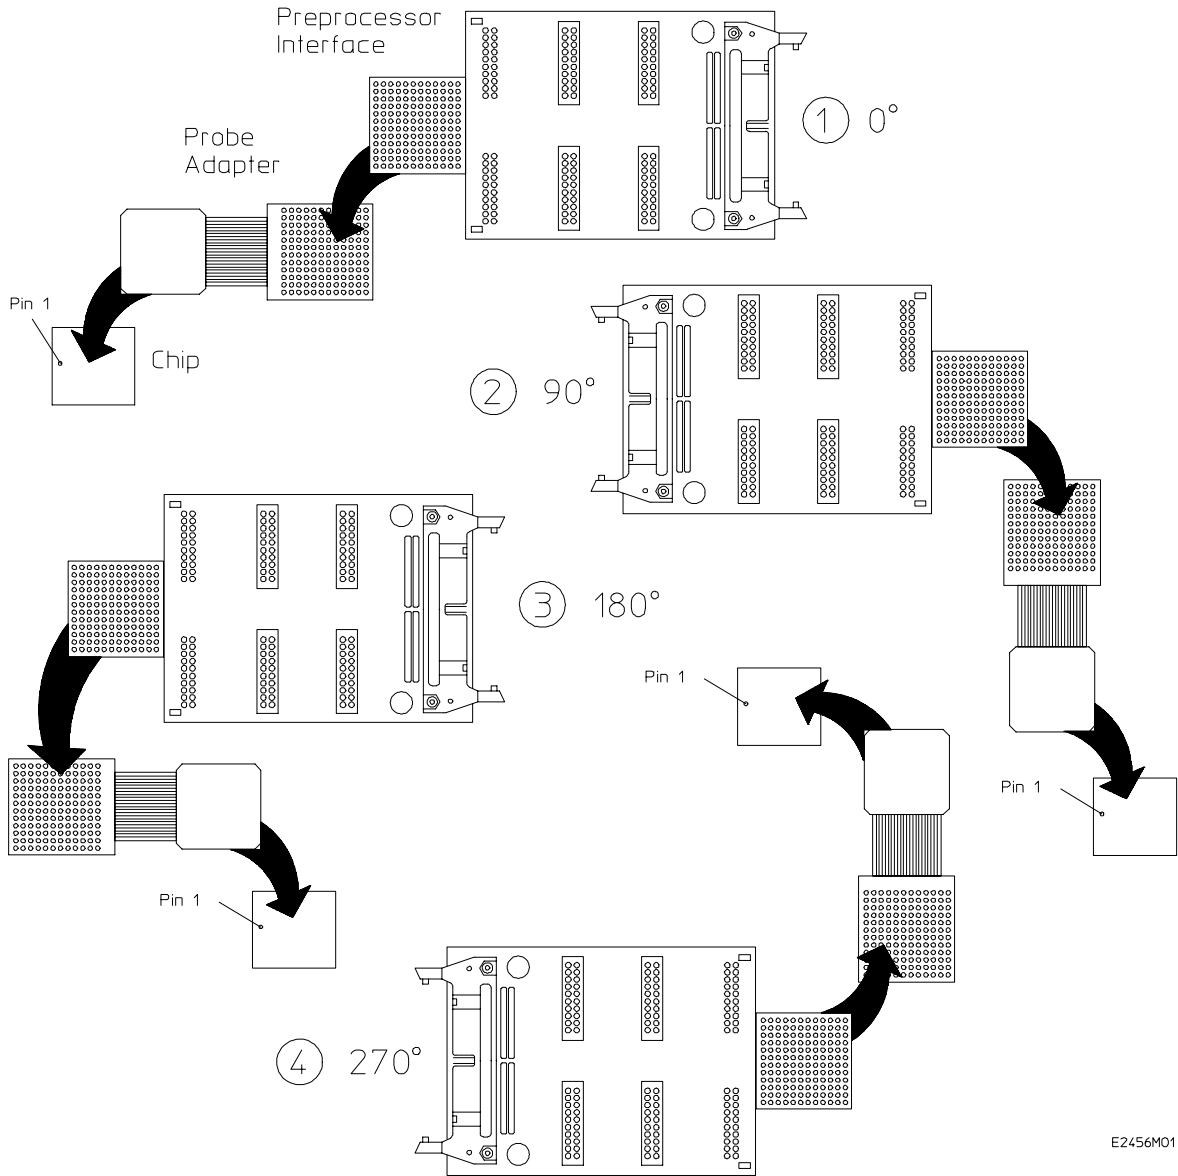 Preprocessor
Interface
1 0°
Probe
Adapter
Pin 1
Chip
2 90°
3 180°
Pin 1
Pin 1
Pin 1
4 270°
E2456M01